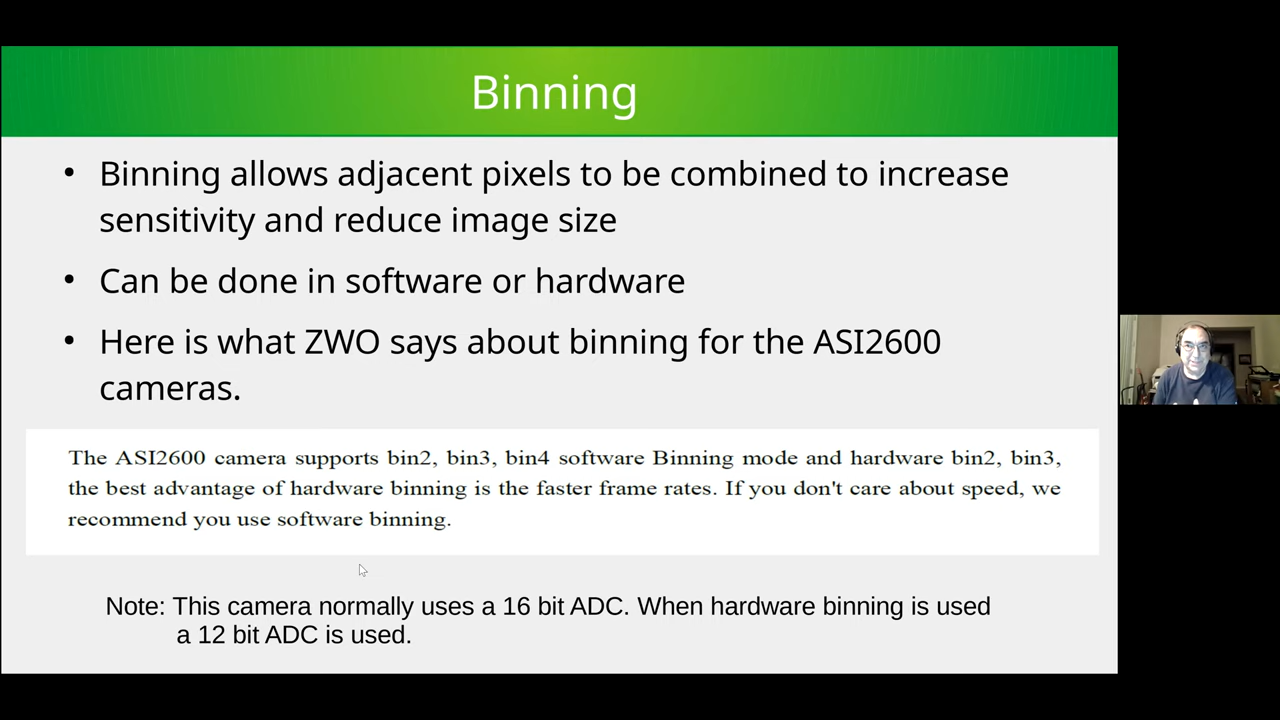 Binning
• Binning allows adjacent pixels to be combined to increase
sensitivity and reduce image size
• Can be done in software or hardware
• Here is what ZWO says about binning for the ASI2600
cameras.
The ASI2600 camera supports bin2, bin3, bin4 software Binning mode and hardware bin2, bin3,
the best advantage of hardware binning is the faster frame rates. If you don't care about speed, we
recommend you use software binning.
Note: This camera normally uses a 16 bit ADC. When hardware binning is used
a 12 bit ADC is used.